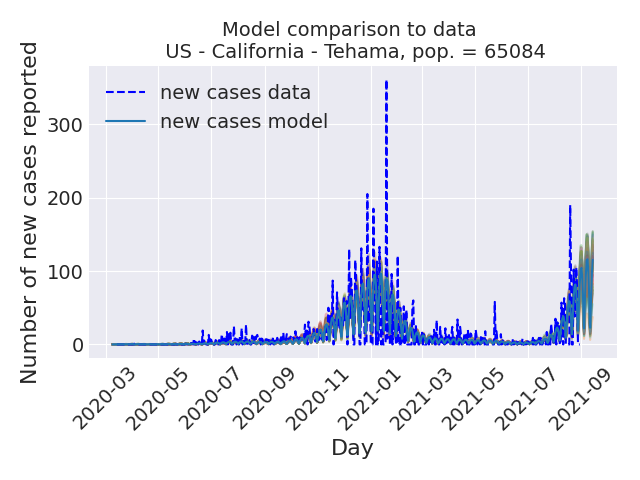 Model comparison to data
US - California - Tehama, pop. = 65084
Number of new cases reported
new cases data
new cases model
300
200
100
0
2020-03
2020-05
2020-07
2020-09
2020-11
2021-01
2021-03
2021-05
2021-07
2021-09
Day